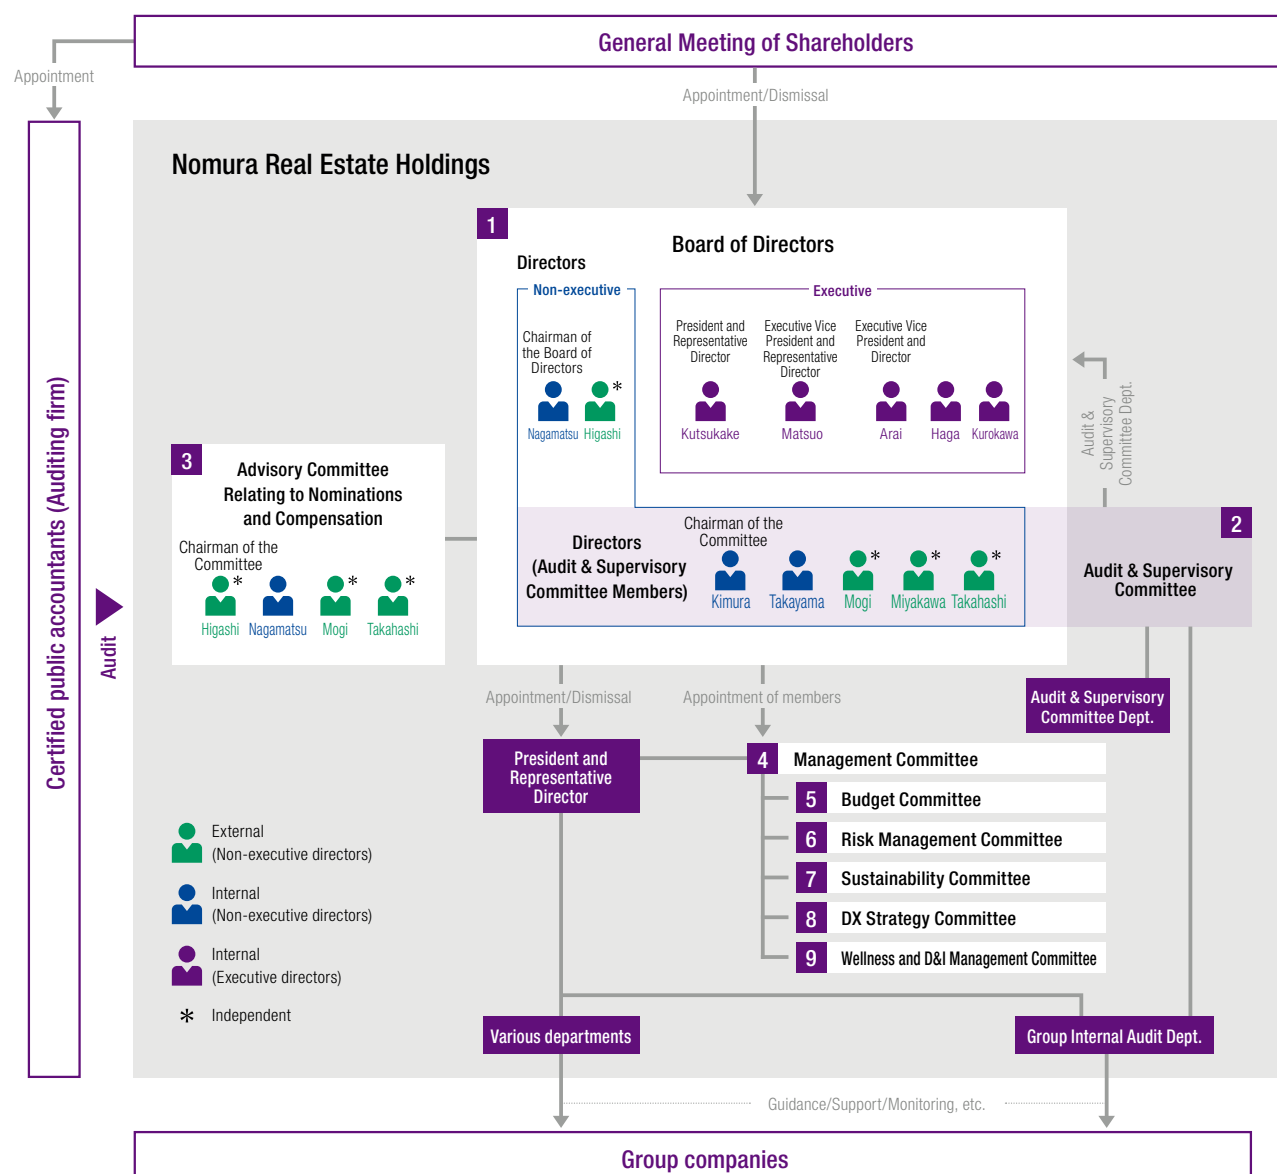 General Meeting of Shareholders
Appointment
Appointment/Dismissal
Certified public accountants (Auditing firm)
Audit
Nomura Real Estate Holdings
1
Board of Directors
Directors
Non-executive
Executive
Chairman of
the Board of
Directors
Nagamatsu
Higashi
*
President and
Representative
Director
Kutsukake
Executive Vice
President and
Representative
Director
Matsuo
Executive Vice
President and
Director
Arai
Haga
Kurokawa
Audit &
Supervisory
Committee Dept.
3
Advisory Committee
Relating to Nominations
and Compensation
Chairman of the
Committee
* * *
Higashi Nagamatsu Mogi Takahashi
Directors
(Audit & Supervisory
Committee Members)
Chairman of the
Committee
* * *
Kimura Takayama Mogi Miyakawa Takahashi
2
Audit & Supervisory
Committee
Appointment/Dismissal
Appointment of members
Audit & Supervisory
Committee Dept.
President and
Representative
Director
4 Management Committee
5 Budget Committee
6 Risk Management Committee
7 Sustainability Committee
8 DX Strategy Committee
9 Wellness and D&I Management Committee
External
(Non-executive directors)
Internal
(Non-executive directors)
Internal
(Executive directors)
* Independent
Various departments
Group Internal Audit Dept.
Guidance/Support/Monitoring, etc.
Group companies